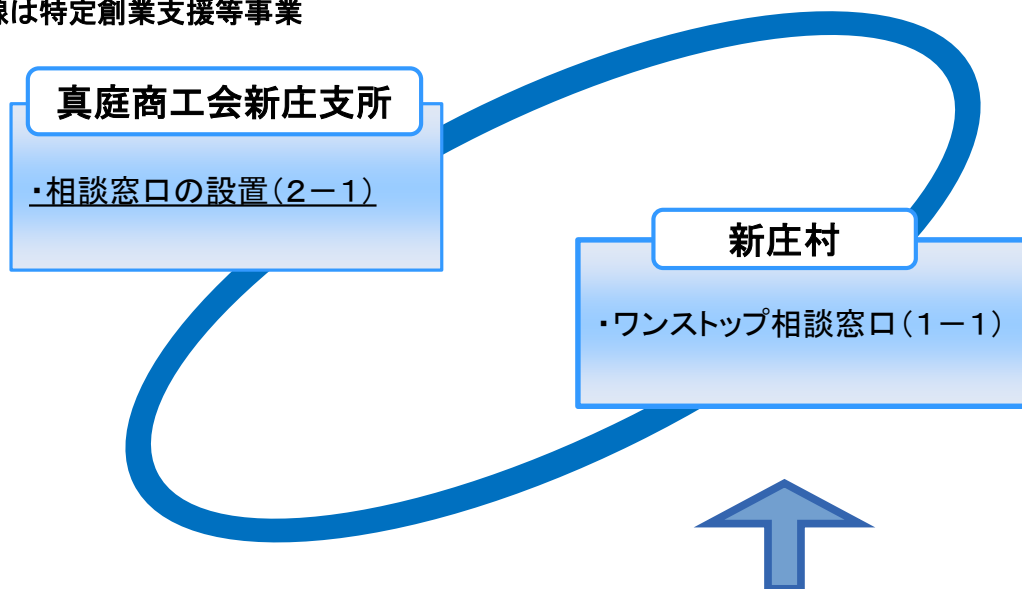 線は特定創業支援等事業
真庭商工会新庄支所
・相談窓口の設置(2-1)
新庄村
・ワンストップ相談窓口(1-1)